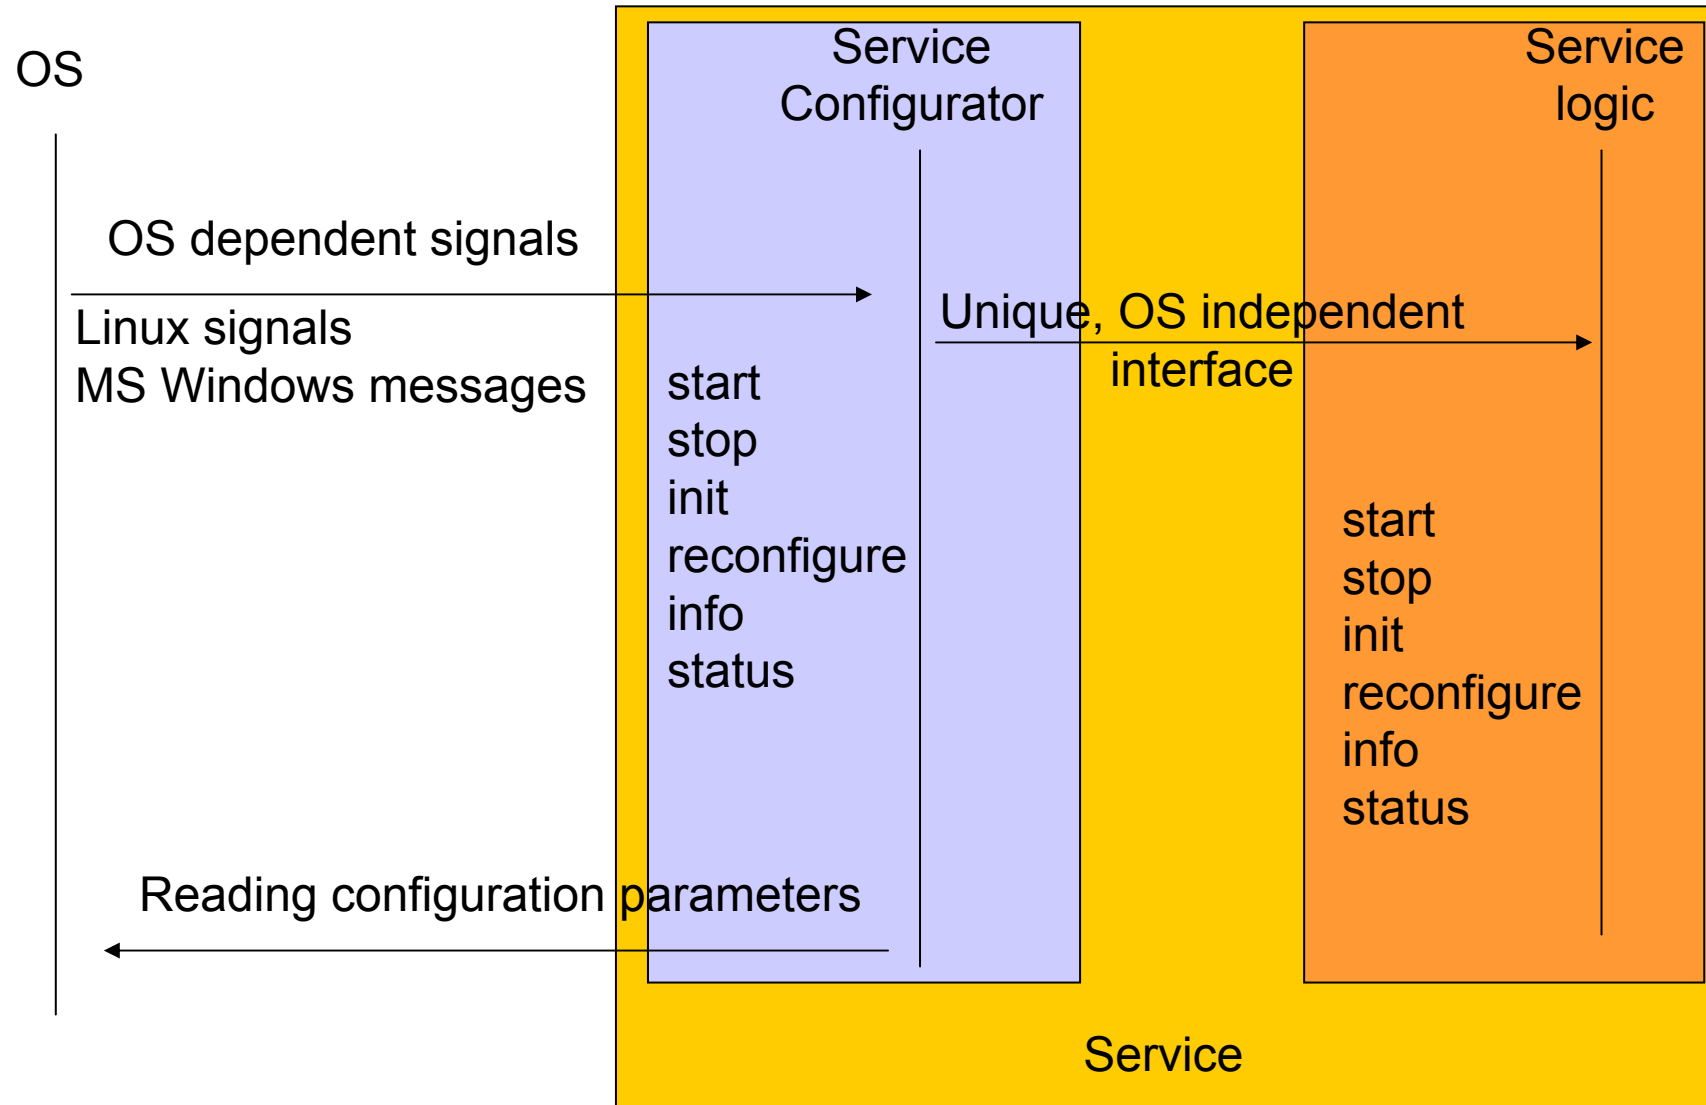 OS
Service
Configurator
Service
logic
OS dependent signals
Linux signals
MS Windows messages
Unique, OS independent
interface
start
stop
init
reconfigure
info
status
start
stop
init
reconfigure
info
status
Reading configuration parameters
Service